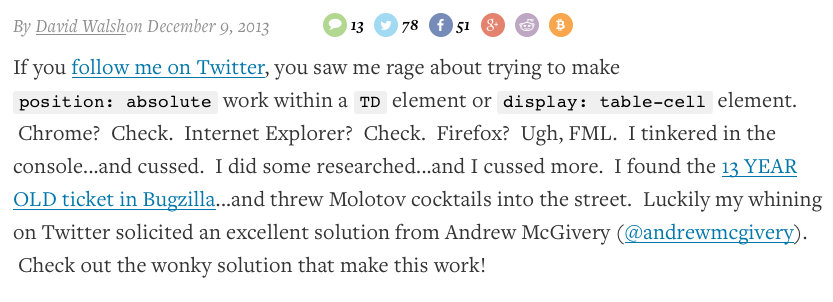 By David Walshon December 9, 2013 13 78 51
If you follow me on Twitter, you saw me rage about trying to make
position: absolute work within a TD element or display: table-cell element.
Chrome? Check. Internet Explorer? Check. Firefox? Ugh, FML. I tinkered in the
console...and cussed. I did some researched...and I cussed more. I found the 13 YEAR
OLD ticket in Bugzilla...and threw Molotov cocktails into the street. Luckily my whining
on Twitter solicited an excellent solution from Andrew McGivery (@andrewmcgivery).
Check out the wonky solution that make this work!